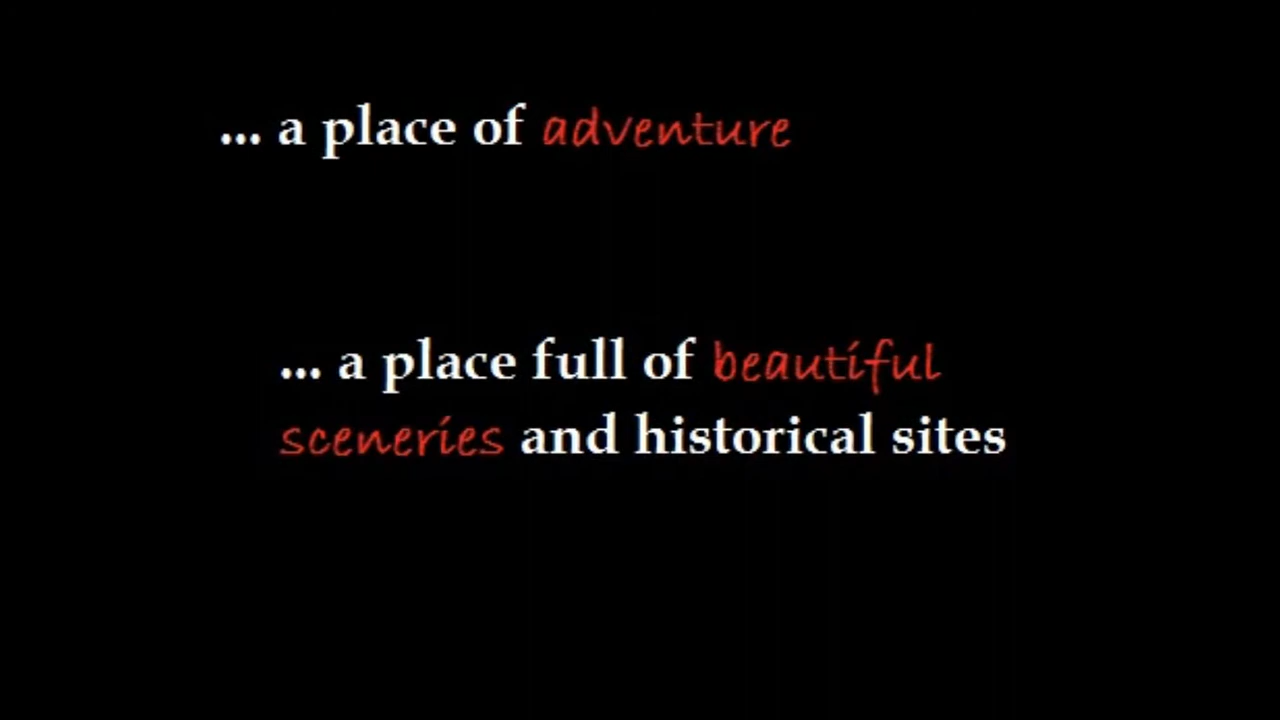 ... a place of adventure
... a place full of beautiful
sceneries and historical sites